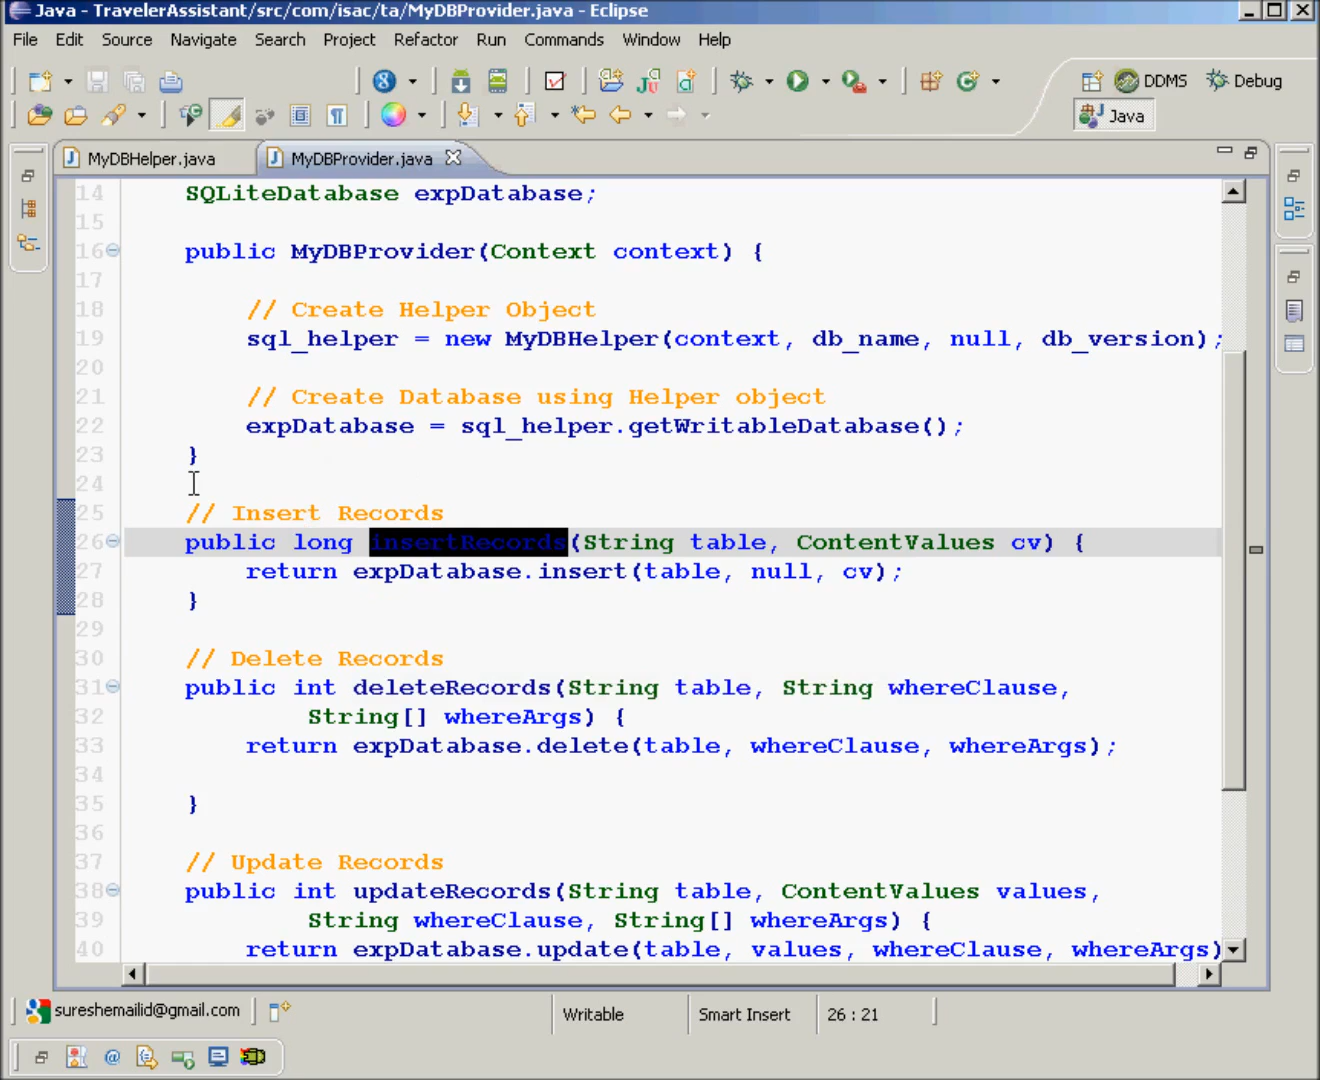 Java - TravelerAssistant/src/com/isac/ta/MyDBProvider.java - Eclipse
File Edit Source Navigate Search Project Refactor Run Commands Window Help
DDMS Debug
Java
MyDBHelper.java MyDBProvider.java
14 SQLiteDatabase expDatabase;
15
16 public MyDBProvider(Context context) {
17
18 // Create Helper Object
19 sql_helper = new MyDBHelper(context, db_name, null, db_version);
20
21 // Create Database using Helper object
22 expDatabase = sql_helper.getWritableDatabase();
23 }
24
25 // Insert Records
26 public long insertRecords(String table, ContentValues cv) {
27 return expDatabase.insert(table, null, cv);
28 }
29
30 // Delete Records
31 public int deleteRecords(String table, String whereClause,
32 String[] whereArgs) {
33 return expDatabase.delete(table, whereClause, whereArgs);
34
35 }
36
37 // Update Records
38 public int updateRecords(String table, ContentValues values,
39 String whereClause, String[] whereArgs) {
40 return expDatabase.update(table, values, whereClause, whereArgs)
sureshemailid@gmail.com Writable Smart Insert 26 : 21